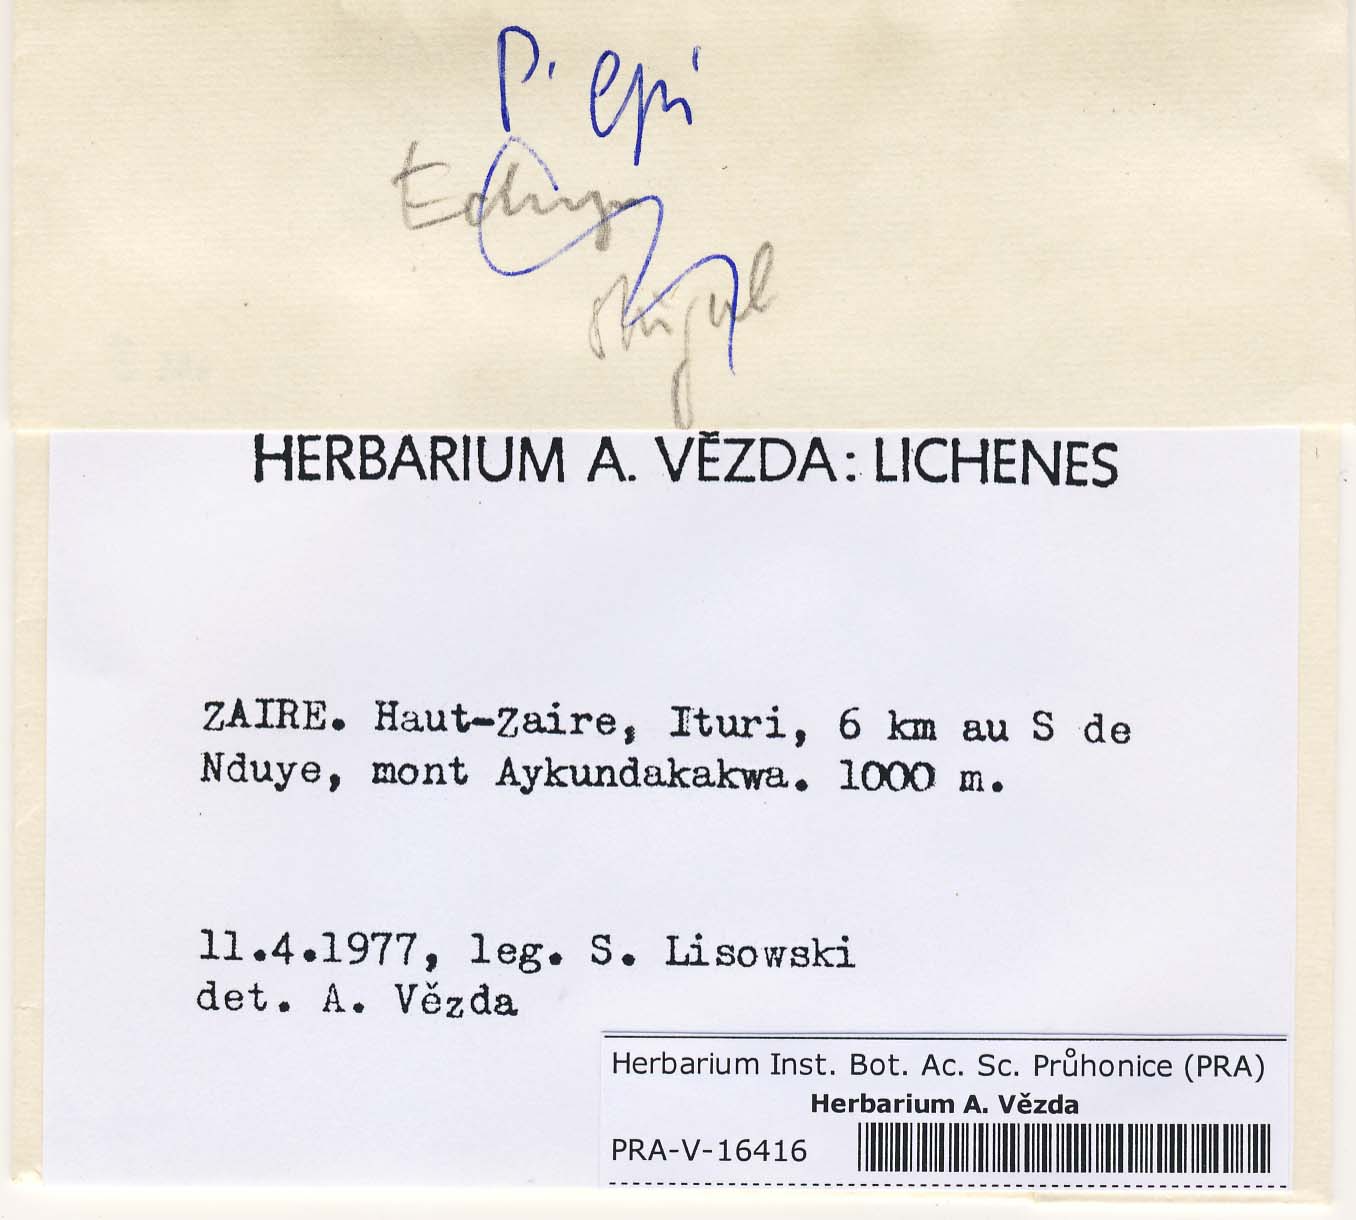 P. epi
HERBARIUM A. VĚZDA: LICHENES
ZAIRE. Haut-Zaire, Ituri, 6 km au S de
Nduye, mont Aykundakakwa. 1000 m.
11.4.1977, leg. S. Lisowski
det. A. Vězda
Herbarium Inst. Bot. Ac. Sc. Průhonice (PRA)
Herbarium A. Vězda
PRA-V-16416